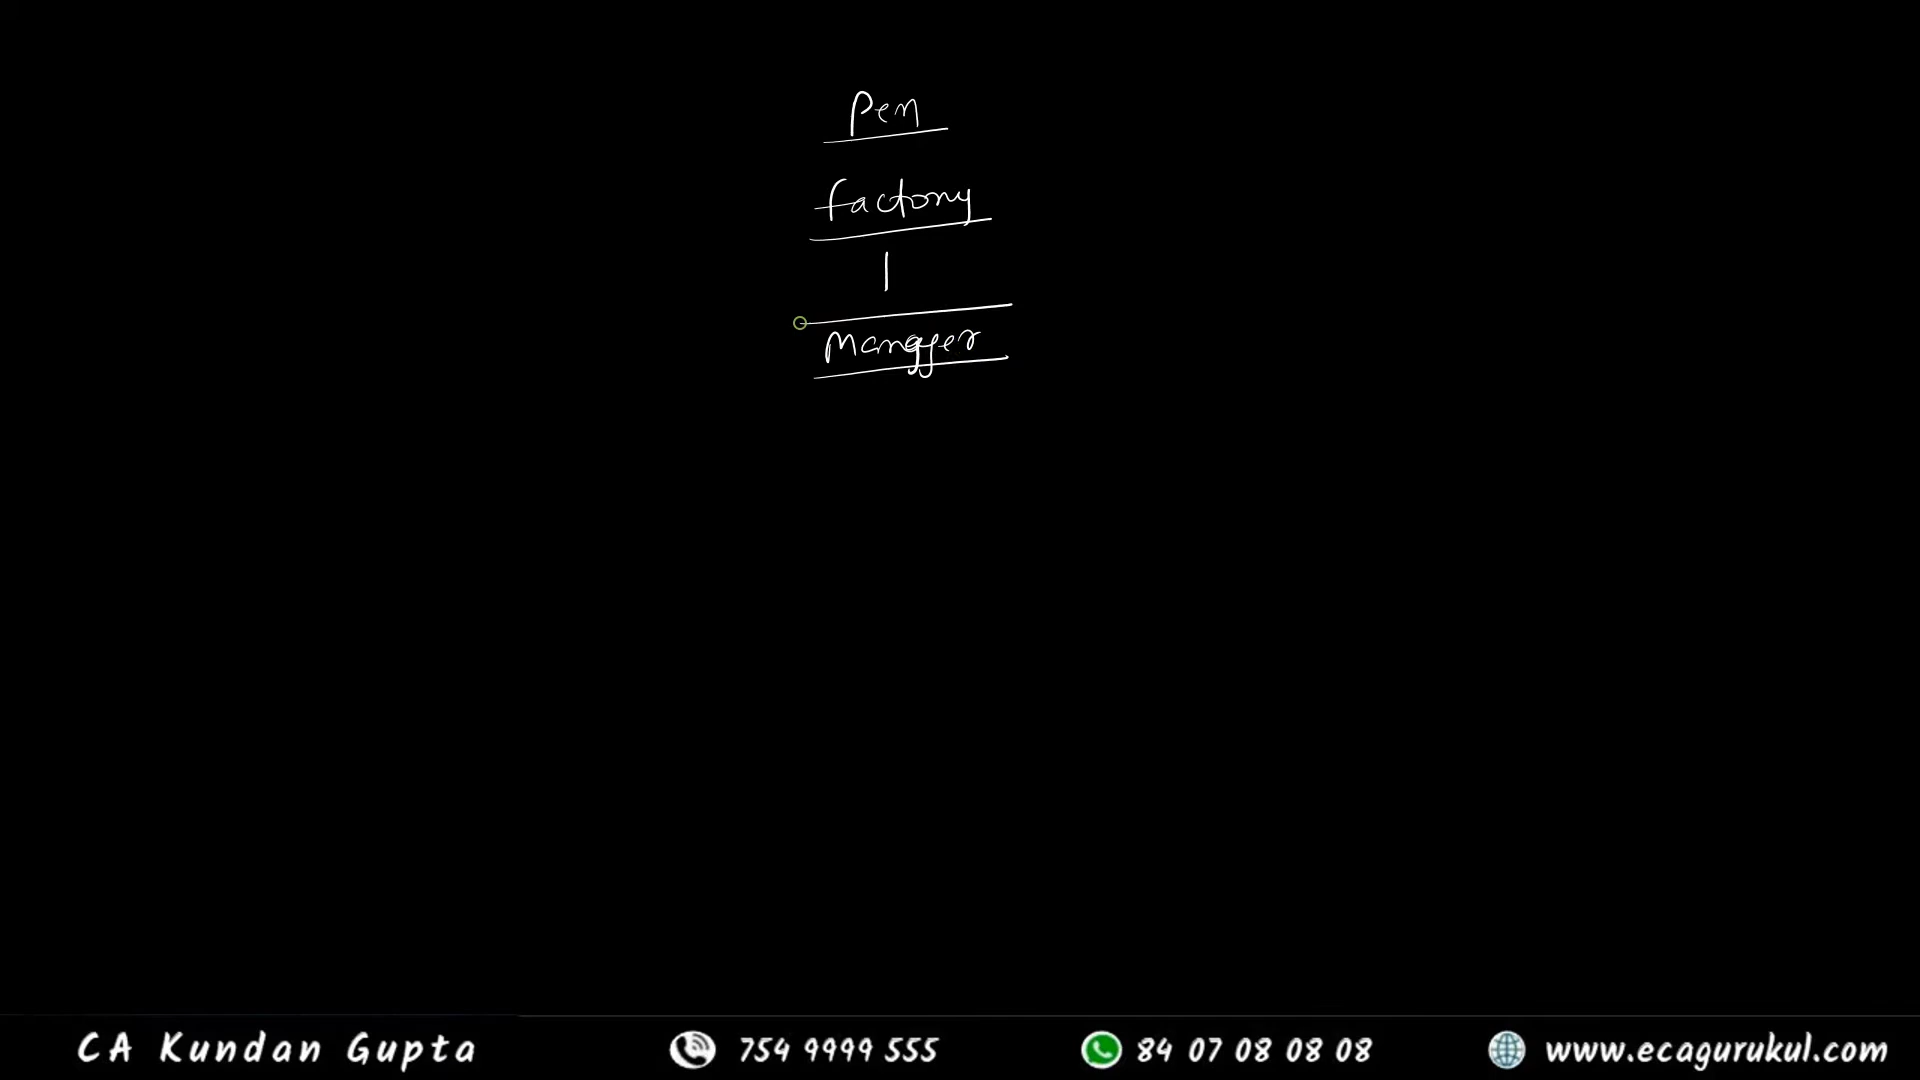 Pen
factory
Manager
CA Kundan Gupta
754 9999 555
84 07 08 08 08
www.ecagurukul.com